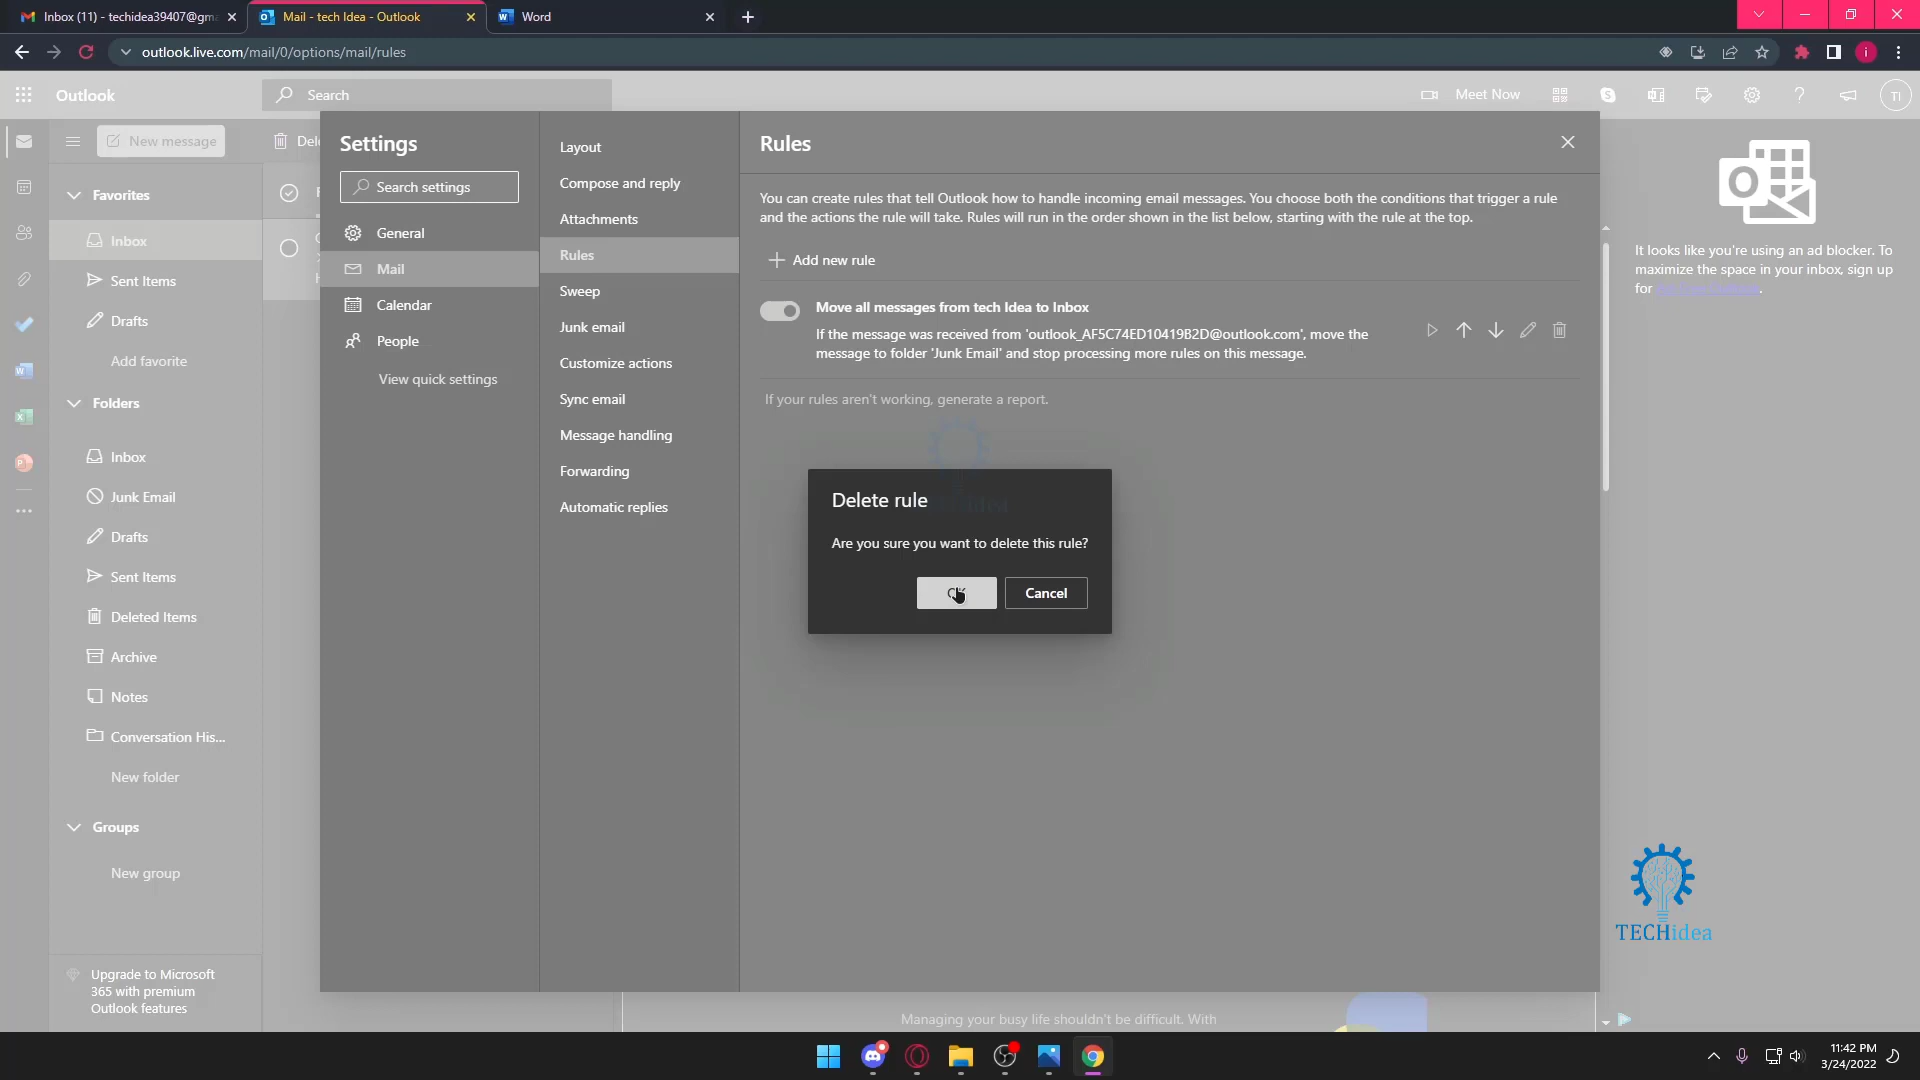 Inbox (11) - techidea39407@gma
Mail - tech Idea - Outlook
Word
outlook.live.com/mail/0/options/mail/rules
i
Outlook
Search
Meet Now
TI
New message
Dele
Favorites
Inbox
Sent Items
Drafts
Add favorite
Folders
Inbox
Junk Email
Drafts
Sent Items
Deleted Items
Archive
Notes
Conversation His...
New folder
Groups
New group
Upgrade to Microsoft
365 with premium
Outlook features
Settings
Search settings
General
Mail
Calendar
People
View quick settings
Layout
Compose and reply
Attachments
Rules
Sweep
Junk email
Customize actions
Sync email
Message handling
Forwarding
Automatic replies
Rules
You can create rules that tell Outlook how to handle incoming email messages. You choose both the conditions that trigger a rule
and the actions the rule will take. Rules will run in the order shown in the list below, starting with the rule at the top.
Add new rule
Move all messages from tech Idea to Inbox
If the message was received from 'outlook_AF5C74ED10419B2D@outlook.com', move the
message to folder 'Junk Email' and stop processing more rules on this message.
If your rules aren't working, generate a report.
Delete rule
Are you sure you want to delete this rule?
Cancel
It looks like you're using an ad blocker. To
maximize the space in your inbox, sign up
for
TECHidea
Managing your busy life shouldn't be difficult. With
11:42 PM
3/24/2022